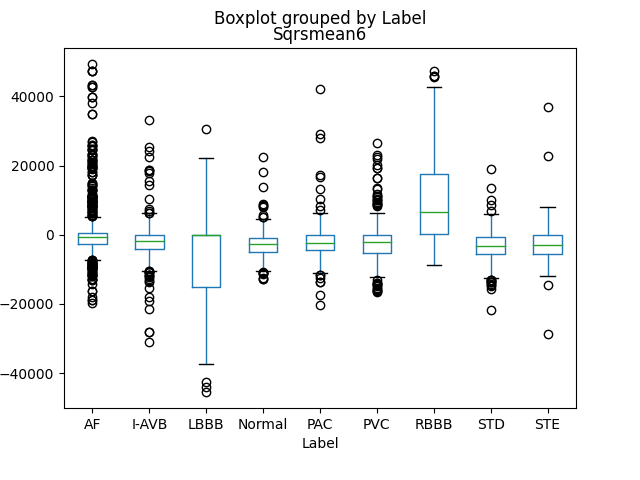 Boxplot grouped by Label
Sqrsmean6
40000
20000
0
−20000
−40000
AF I-AVB LBBB Normal PAC PVC RBBB STD STE
Label